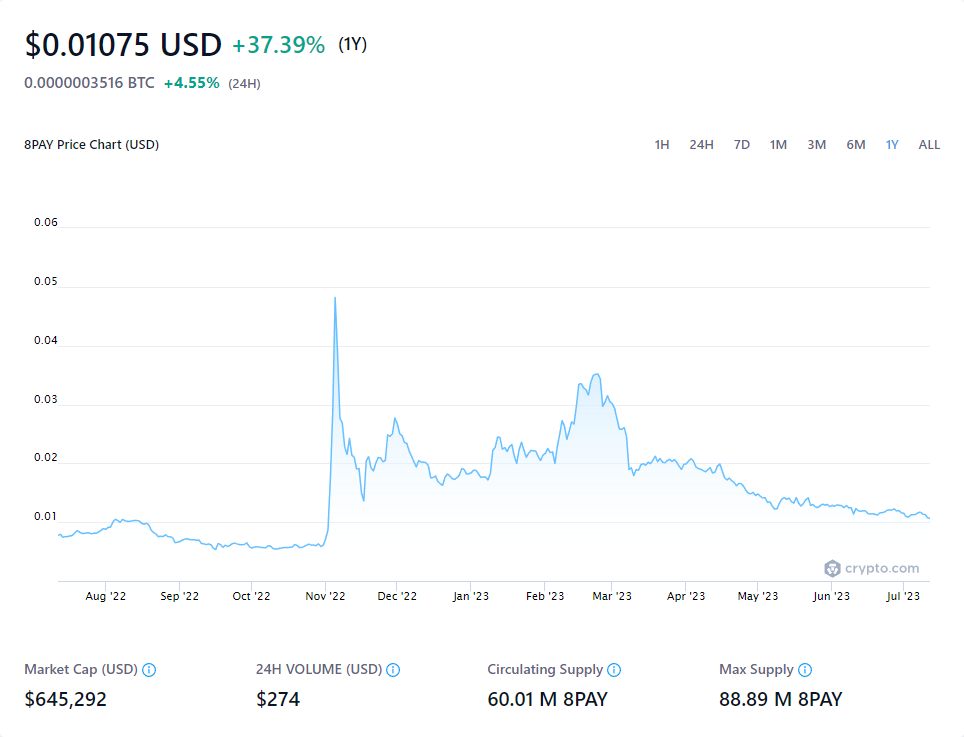 $0.01075 USD +37.39% (1Y)
0.0000003516 BTC +4.55% (24H)
8PAY Price Chart (USD) 1H 24H 7D 1M 3M 6M 1Y ALL
0.06
0.05
0.04
0.03
0.02
0.01
crypto.com
Aug '22 Sep '22 Oct '22 Nov '22 Dec '22 Jan '23 Feb '23 Mar '23 Apr '23 May '23 Jun '23 Jul '23
Market Cap (USD) 24H VOLUME (USD) Circulating Supply Max Supply
$645,292 $274 60.01 M 8PAY 88.89 M 8PAY